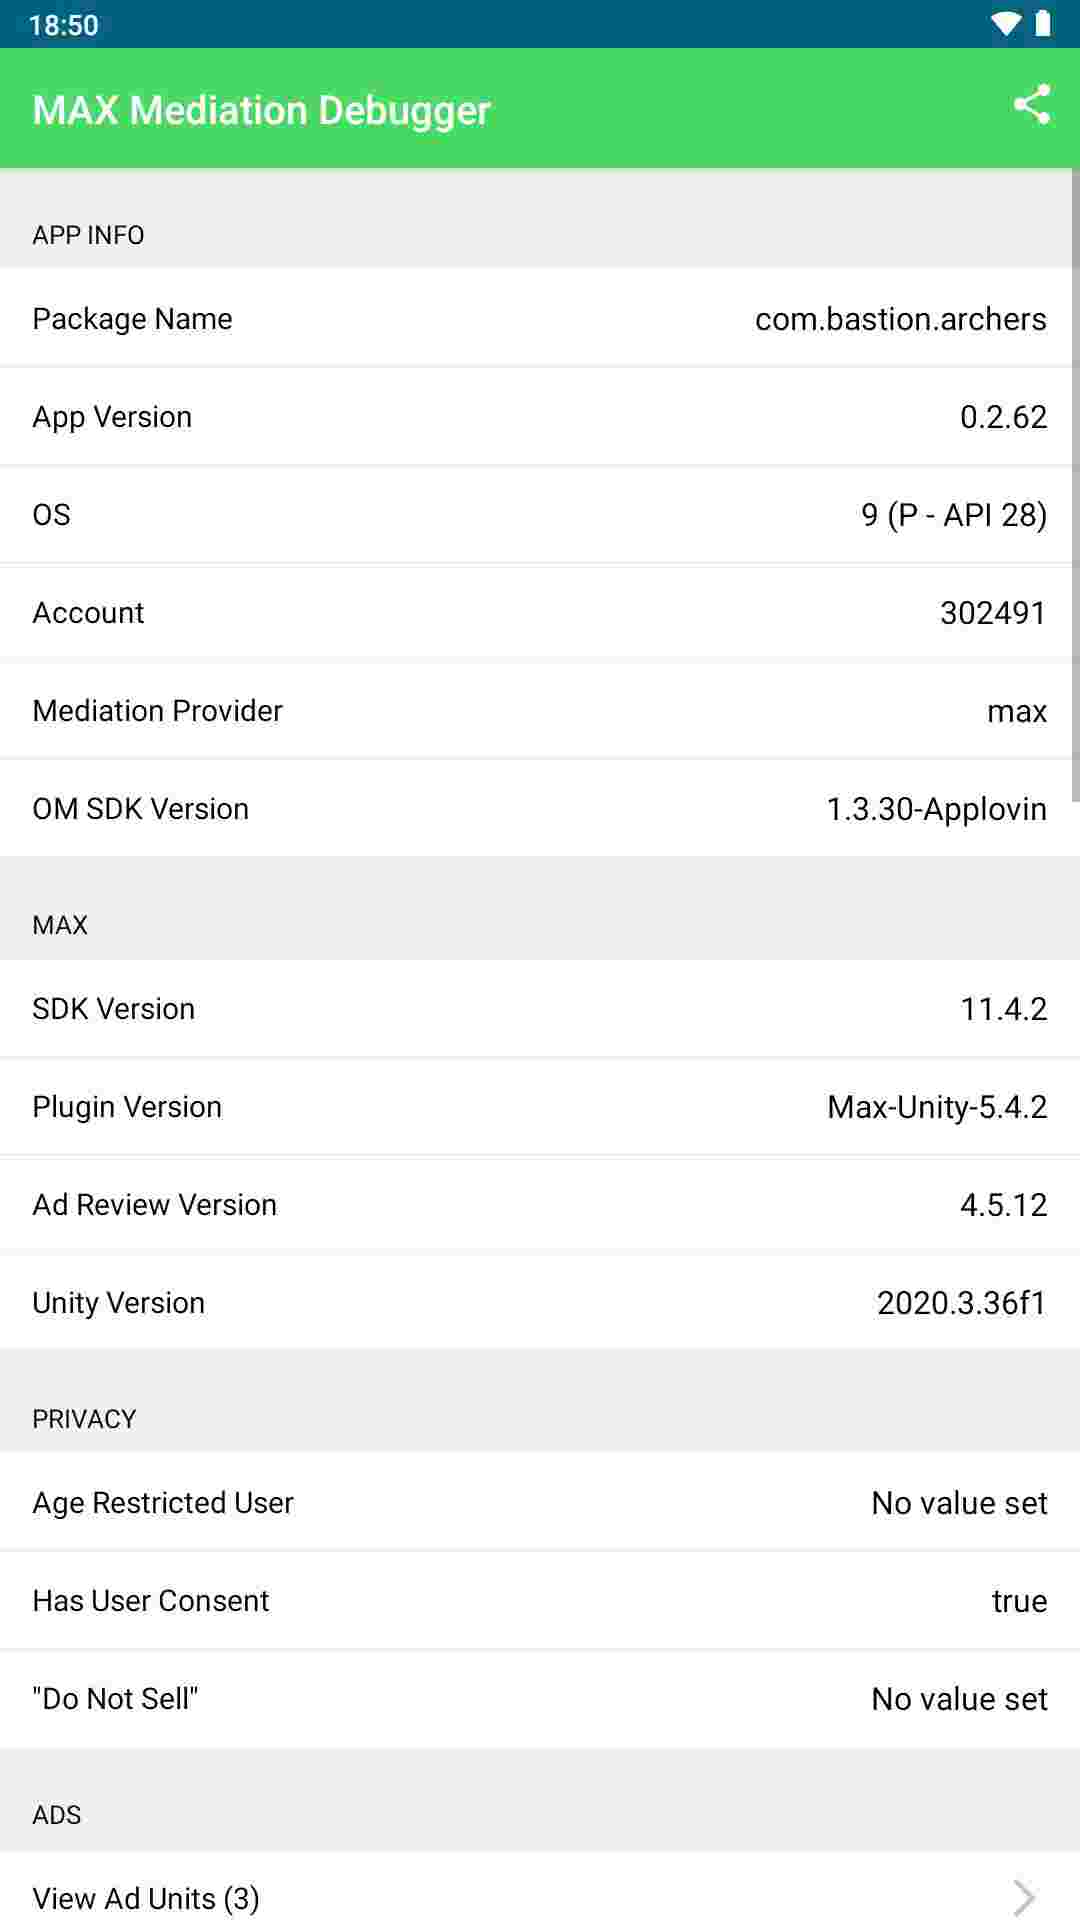 18:50
MAX Mediation Debugger
APP INFO
Package Name com.bastion.archers
App Version 0.2.62
OS 9 (P - API 28)
Account 302491
Mediation Provider max
OM SDK Version 1.3.30-Applovin
MAX
SDK Version 11.4.2
Plugin Version Max-Unity-5.4.2
Ad Review Version 4.5.12
Unity Version 2020.3.36f1
PRIVACY
Age Restricted User No value set
Has User Consent true
"Do Not Sell" No value set
ADS
View Ad Units (3)